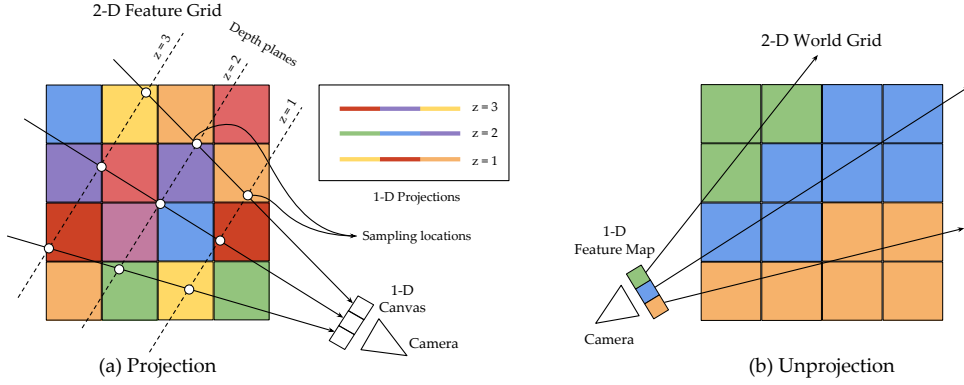 2-D Feature Grid
Depth planes
z = 3
z = 2
z = 1
z = 3
z = 2
z = 1
1-D Projections
Sampling locations
1-D
Canvas
Camera
(a) Projection
2-D World Grid
1-D
Feature Map
Camera
(b) Unprojection